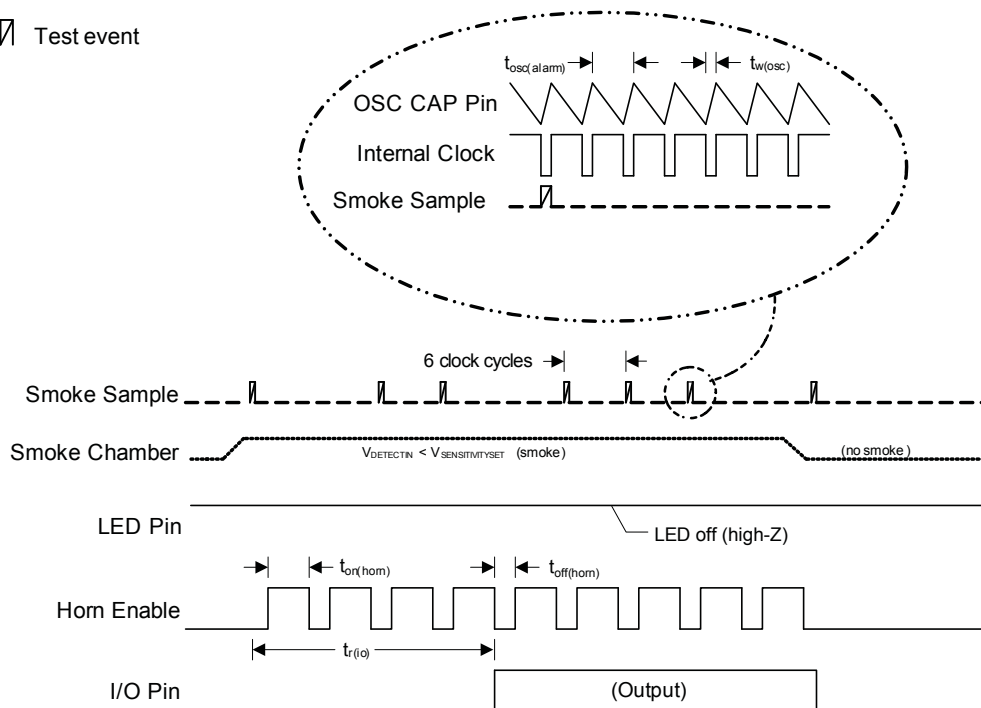 Test event
tosc(alarm)
tw(osc)
OSC CAP Pin
Internal Clock
Smoke Sample
6 clock cycles
Smoke Sample
Smoke Chamber
VDETECTIN < VSENSITIVITYSET (smoke)
(no smoke)
LED Pin
LED off (high-Z)
ton(horn)
toff(horn)
Horn Enable
tr(io)
I/O Pin
(Output)